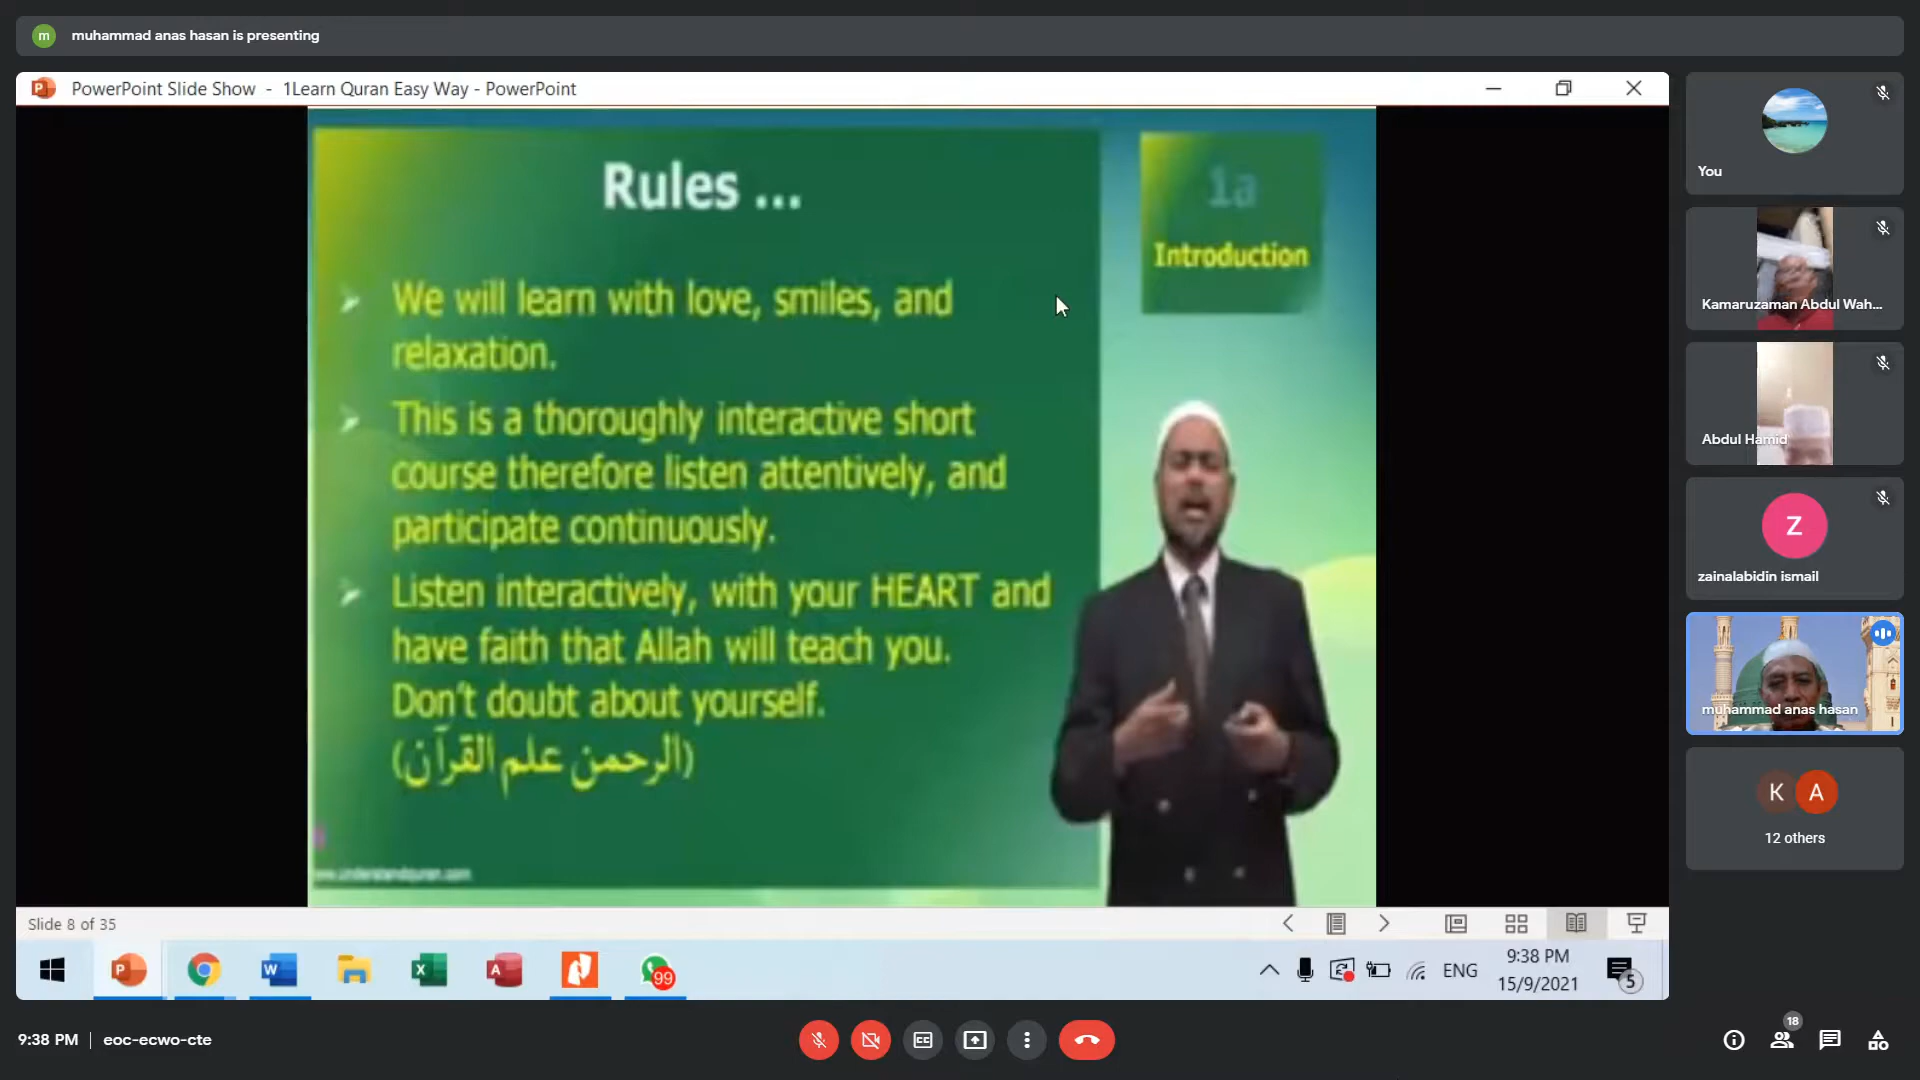 m
muhammad anas hasan is presenting
PowerPoint Slide Show - 1Learn Quran Easy Way - PowerPoint
Rules ...
1a
Introduction
➢ We will learn with love, smiles, and
relaxation.
➢ This is a thoroughly interactive short
course therefore listen attentively, and
participate continuously.
➢ Listen interactively, with your HEART and
have faith that Allah will teach you.
Don't doubt about yourself.
(الرحمن علم القرآن)
www.understandquran.com
Slide 8 of 35
99
ENG
9:38 PM
15/9/2021
5
You
Kamaruzaman Abdul Wah...
Abdul Hamid
Z
zainalabidin ismail
muhammad anas hasan
K A
12 others
9:38 PM | eoc-ecwo-cte
CC
18